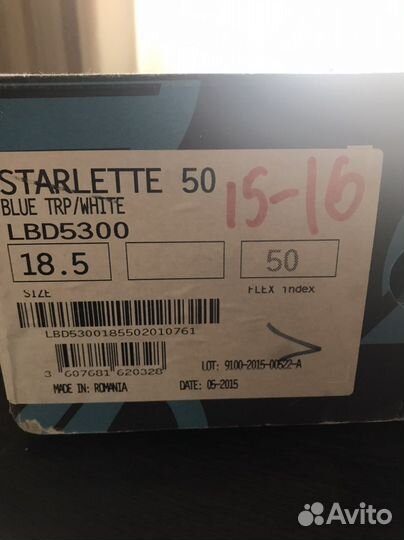 STARLETTE 50
15-16
BLUE TRP/WHITE
LBD5300
18.5
50
SIZE
FLEX index
LBD5300185502010761
3 607681 620328
LOT: 9100-2015-00522-A
MADE IN: ROMANIA
DATE: 05-2015
Avito